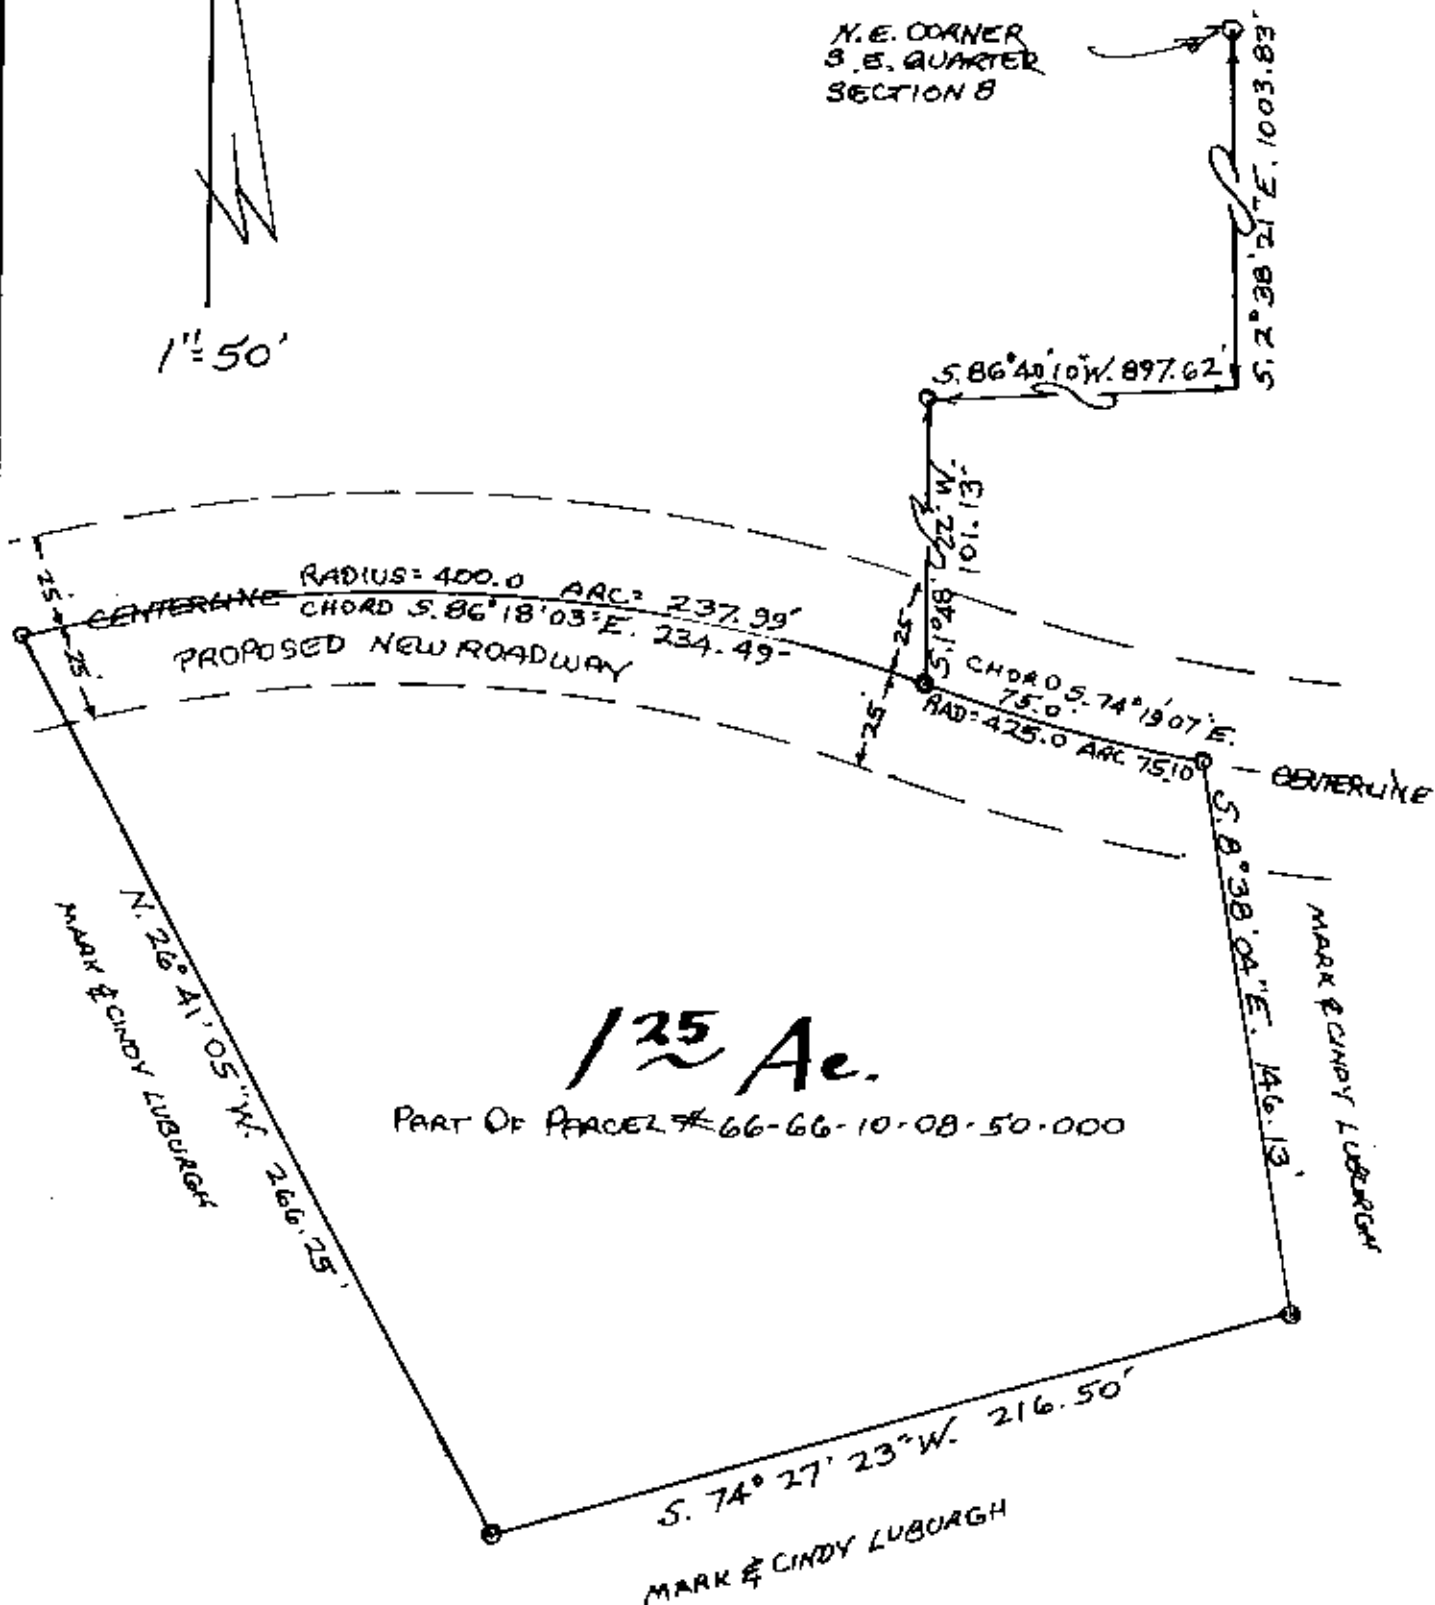 N.E. CORNER
S.E. QUARTER
SECTION 8
S. 2° 38' 21" E. 1003.83'
1"=50'
S. 86° 40' 10" W. 897.62'
S. 1° 48' 22" W.
101.13'
25'
25'
CENTERLINE
RADIUS = 400.0 ARC = 237.99'
CHORD S. 86° 18' 03" E. 234.49'
PROPOSED NEW ROADWAY
25'
25'
CHORD S. 74° 19' 07" E.
75.0'
RAD = 425.0 ARC 75.10
CENTERLINE
S. 8° 38' 04" E. 146.13'
MARK & CINDY LUBURGH
N. 26° 41' 05" W. 266.25'
MARK & CINDY LUBURGH
1 25 Ac.
PART OF PARCEL # 66-66-10-08-50-000
S. 74° 27' 23" W. 216.50'
MARK & CINDY LUBURGH